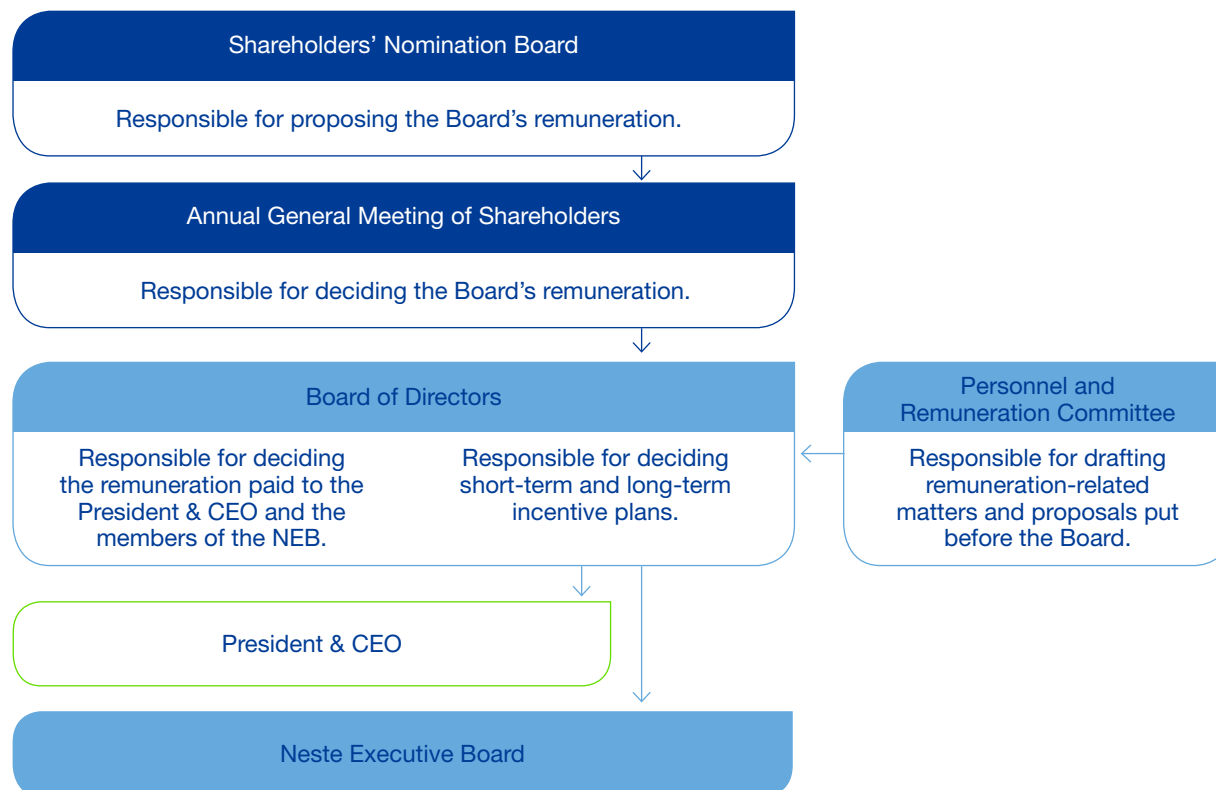 Shareholders’ Nomination Board
Responsible for proposing the Board’s remuneration.
Annual General Meeting of Shareholders
Responsible for deciding the Board’s remuneration.
Board of Directors
Responsible for deciding
the remuneration paid to the
President & CEO and the
members of the NEB.
Responsible for deciding
short-term and long-term
incentive plans.
Personnel and
Remuneration Committee
Responsible for drafting
remuneration-related
matters and proposals put
before the Board.
President & CEO
Neste Executive Board